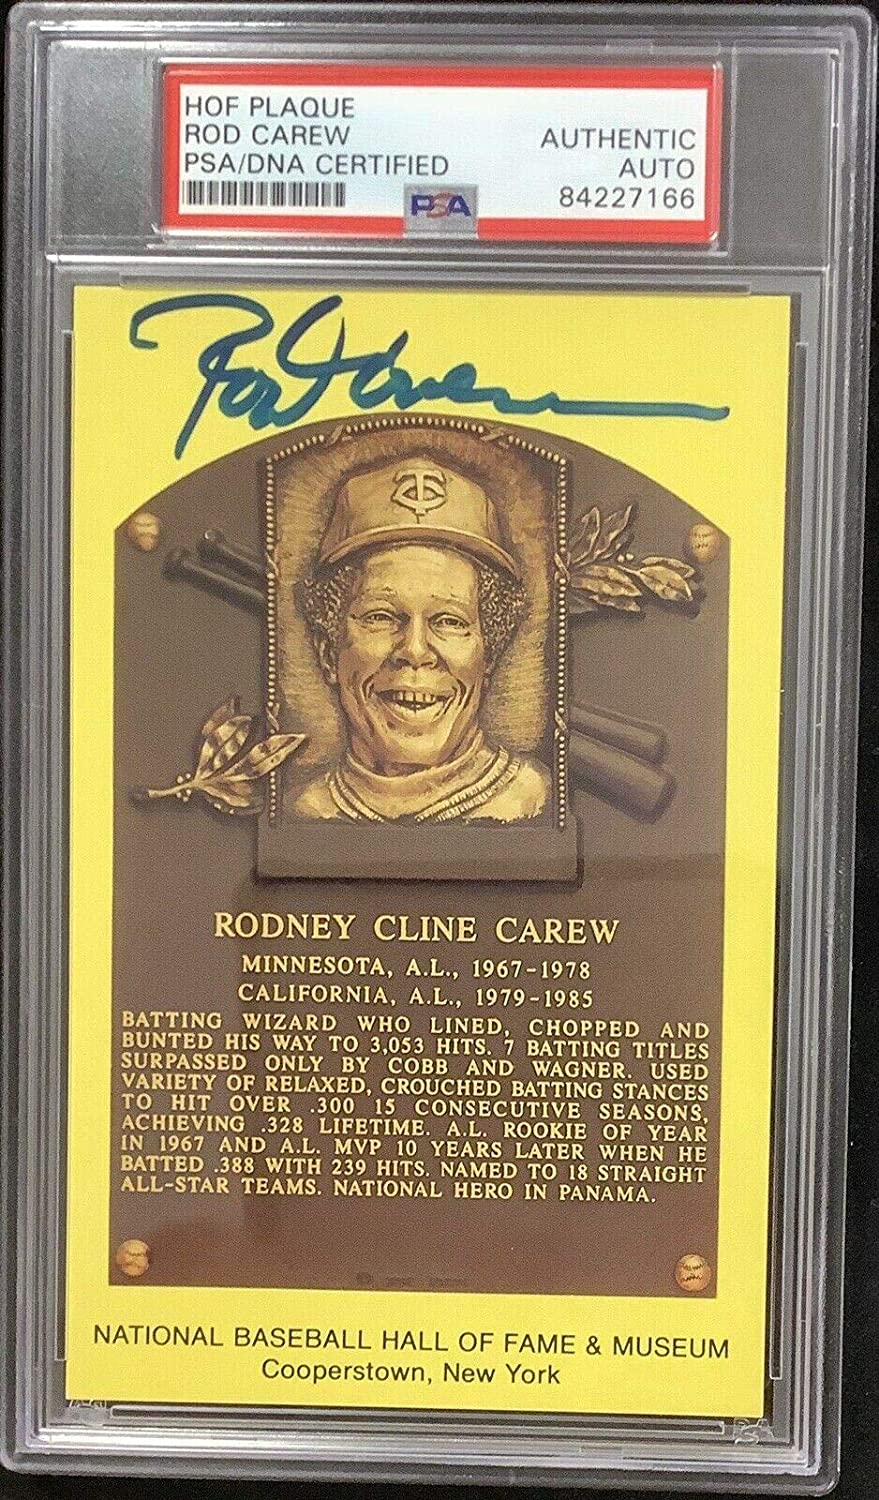 HOF PLAQUE
ROD CAREW
PSA/DNA CERTIFIED
AUTHENTIC
AUTO
84227166
PSA
Rod Carew
TC
RODNEY CLINE CAREW
MINNESOTA, A.L., 1967-1978
CALIFORNIA, A.L., 1979-1985
BATTING WIZARD WHO LINED, CHOPPED AND
BUNTED HIS WAY TO 3,053 HITS. 7 BATTING TITLES
SURPASSED ONLY BY COBB AND WAGNER. USED
VARIETY OF RELAXED, CROUCHED BATTING STANCES
TO HIT OVER .300 15 CONSECUTIVE SEASONS,
ACHIEVING .328 LIFETIME. A.L. ROOKIE OF YEAR
IN 1967 AND A.L. MVP 10 YEARS LATER WHEN HE
BATTED .388 WITH 239 HITS. NAMED TO 18 STRAIGHT
ALL-STAR TEAMS. NATIONAL HERO IN PANAMA.
NATIONAL BASEBALL HALL OF FAME & MUSEUM
Cooperstown, New York
PSA